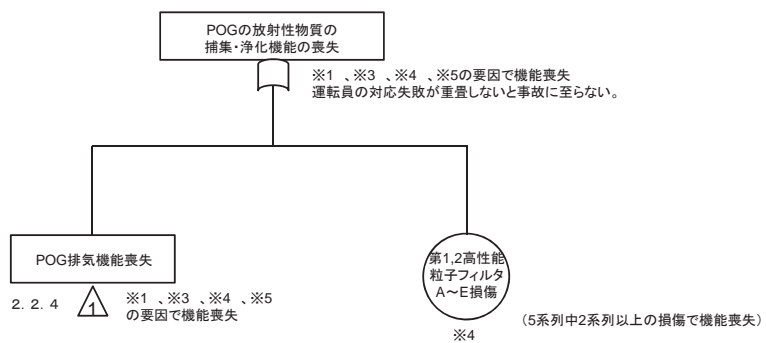 POGの放射性物質の
捕集・浄化機能の喪失
※1 、※3 、※4 、※5の要因で機能喪失
運転員の対応失敗が重畳しないと事故に至らない。
POG排気機能喪失
2．2．4
1
※1 、※3 、※4 、※5
の要因で機能喪失
第1,2高性能
粒子フィルタ
A～E損傷
※4
（5系列中2系列以上の損傷で機能喪失）